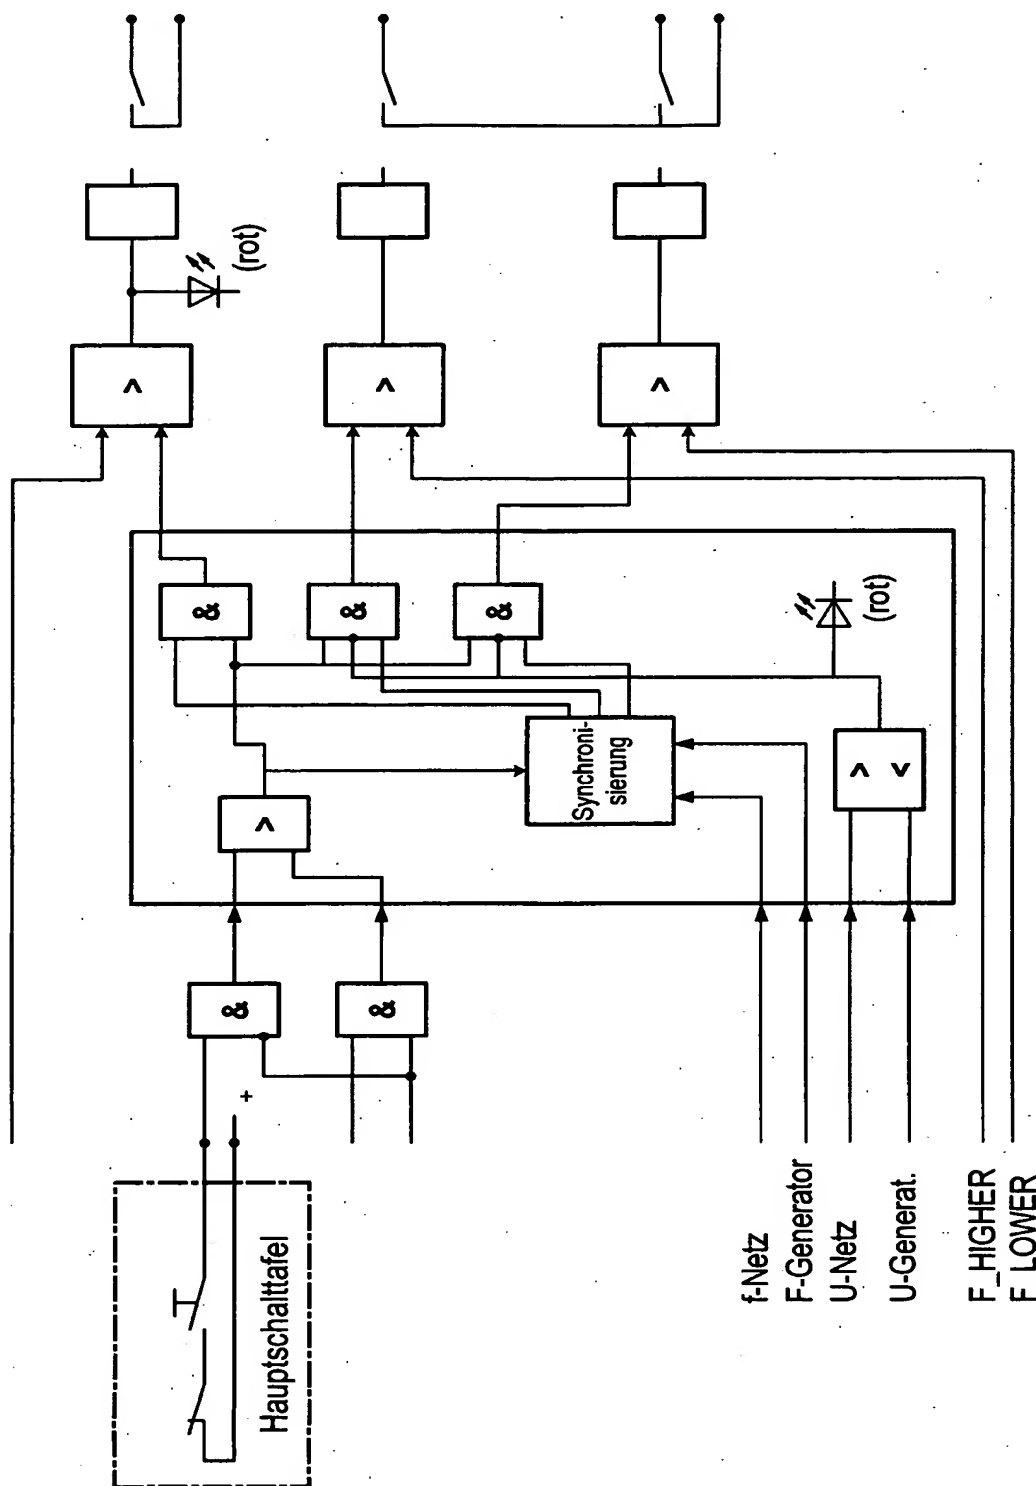 (rot)
^
^
^
&
&
&
(rot)
Synchroni-
sierung
^
^
v
&
&
+
Hauptschalttafel
f-Netz
F-Generator
U-Netz
U-Generat.
F_HIGHER
F_LOWER